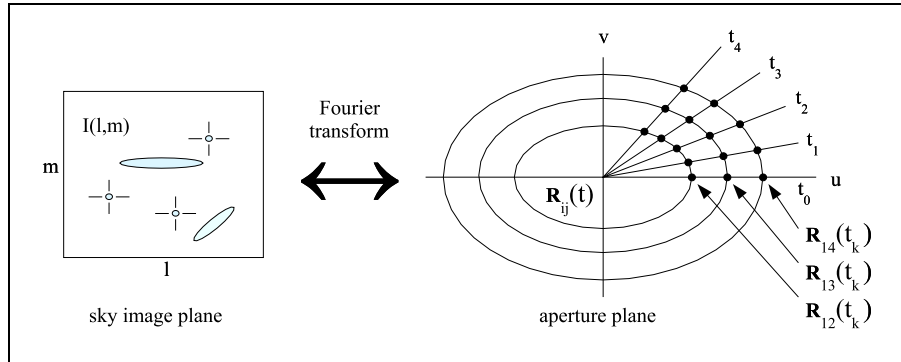 I(l,m)
m
l
sky image plane
Fourier
transform
v
t4
t3
t2
t1
t0
u
Rij(t)
R14(tk)
R13(tk)
R12(tk)
aperture plane